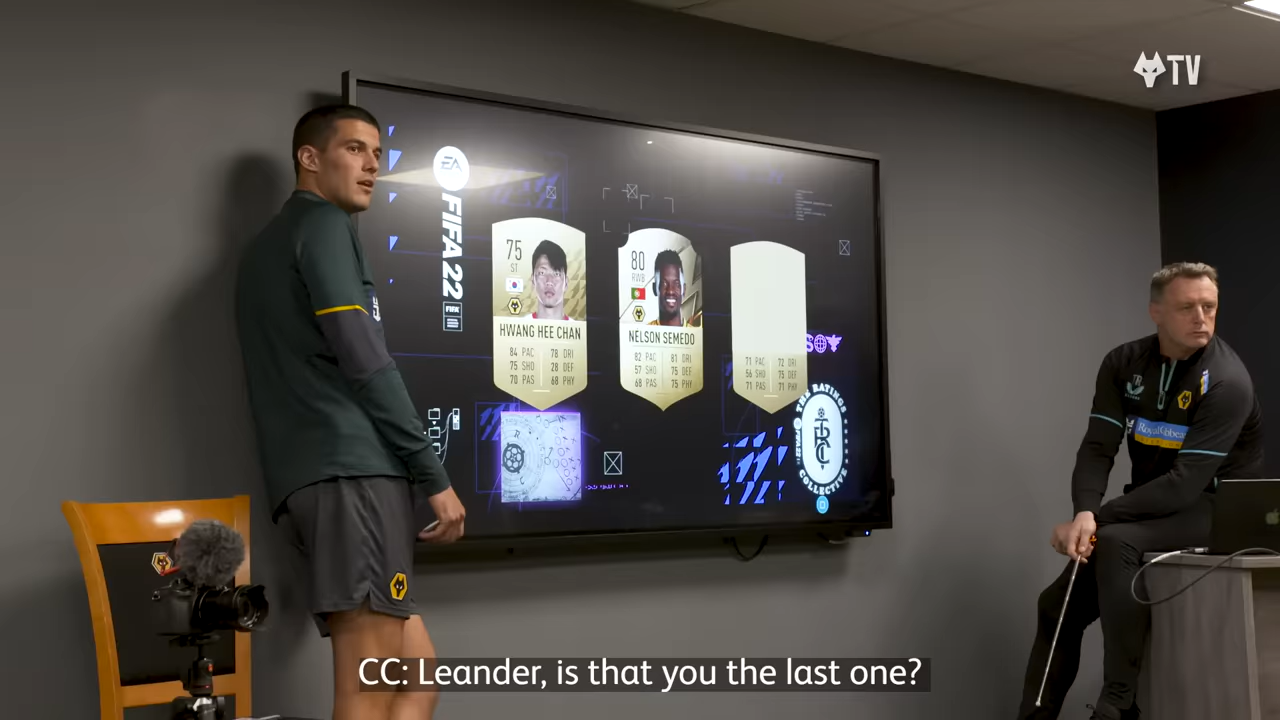 TV
EA
FIFA 22
FIFA
75
ST
HWANG HEE CHAN
84 PAC 78 DRI
75 SHO 28 DEF
70 PAS 68 PHY
80
RWB
NÉLSON SEMEDO
82 PAC 81 DRI
57 SHO 75 DEF
68 PAS 75 PHY
71 PAC 72 DRI
56 SHO 75 DEF
71 PAS 71 PHY
THE RATINGS
TRC
COLLECTIVE
TR
CC: Leander, is that you the last one?